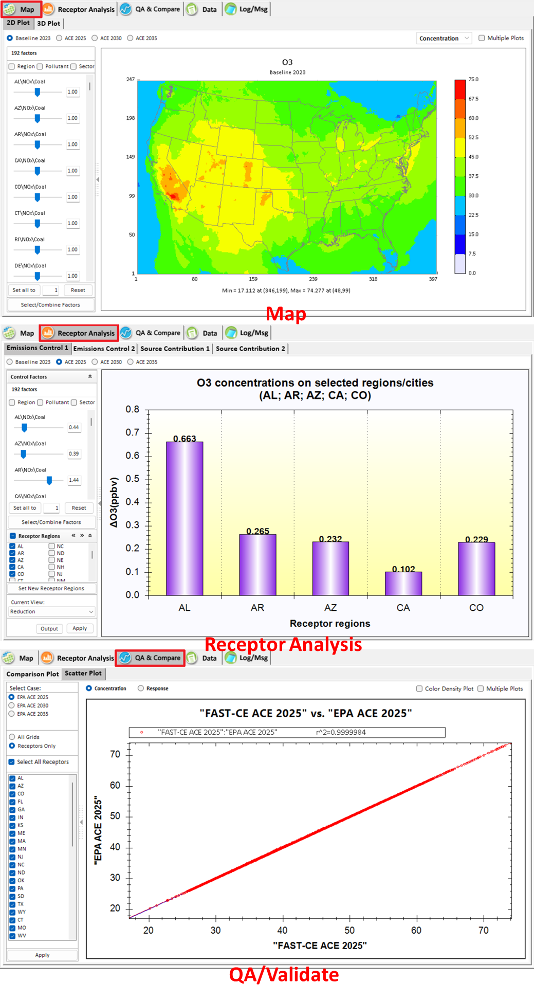 Map Receptor Analysis QA & Compare Data Log/Msg
2D Plot 3D Plot
Baseline 2023 ACE 2025 ACE 2030 ACE 2035 Concentration Multiple Plots
192 factors
Region Pollutant Sector
AL\NOx\Coal
1.00
AZ\NOx\Coal
1.00
AR\NOx\Coal
1.00
CA\NOx\Coal
1.00
CO\NOx\Coal
1.00
CT\NOx\Coal
1.00
RI\NOx\Coal
1.00
DE\NOx\Coal
1.00
Set all to 1 Reset
Select/Combine Factors
O3
Baseline 2023
247
198
149
99
50
1
1 80 159 239 318 397
75.0
67.5
60.0
52.5
45.0
37.5
30.0
22.5
15.0
7.5
0.0
Min = 17.112 at (346,199), Max = 74.277 at (48,99)
Map
Map Receptor Analysis QA & Compare Data Log/Msg
Emissions Control 1 Emissions Control 2 Source Contribution 1 Source Contribution 2
Baseline 2023 ACE 2025 ACE 2030 ACE 2035
Control Factors
192 factors
Region Pollutant Sector
AL\NOx\Coal
0.44
AZ\NOx\Coal
0.39
AR\NOx\Coal
1.44
CA\NOx\Coal
Set all to 1 Reset
Select/Combine Factors
Receptor Regions
AL NC
AR ND
AZ NE
CA NH
CO NJ
CT NM
Set New Receptor Regions
Current View:
Reduction
Output Apply
O3 concentrations on selected regions/cities
(AL; AR; AZ; CA; CO)
ΔO3(ppbv)
0.8
0.7
0.6
0.5
0.4
0.3
0.2
0.1
0.0
0.663
0.265
0.232
0.102
0.229
AL AR AZ CA CO
Receptor regions
Receptor Analysis
Map Receptor Analysis QA & Compare Data Log/Msg
Comparison Plot Scatter Plot
Select Case:
EPA ACE 2025
EPA ACE 2030
EPA ACE 2035
All Grids
Receptors Only
Select All Receptors
AL
AZ
CO
FL
GA
IN
KS
ME
MA
MN
NJ
NC
ND
OK
PA
SD
TX
WY
CT
MO
WV
Apply
Concentration Response Color Density Plot Multiple Plots
"FAST-CE ACE 2025" vs. "EPA ACE 2025"
"FAST-CE ACE 2025":"EPA ACE 2025" r^2=0.9999984
"EPA ACE 2025"
70
60
50
40
30
20
20 30 40 50 60 70
"FAST-CE ACE 2025"
QA/Validate